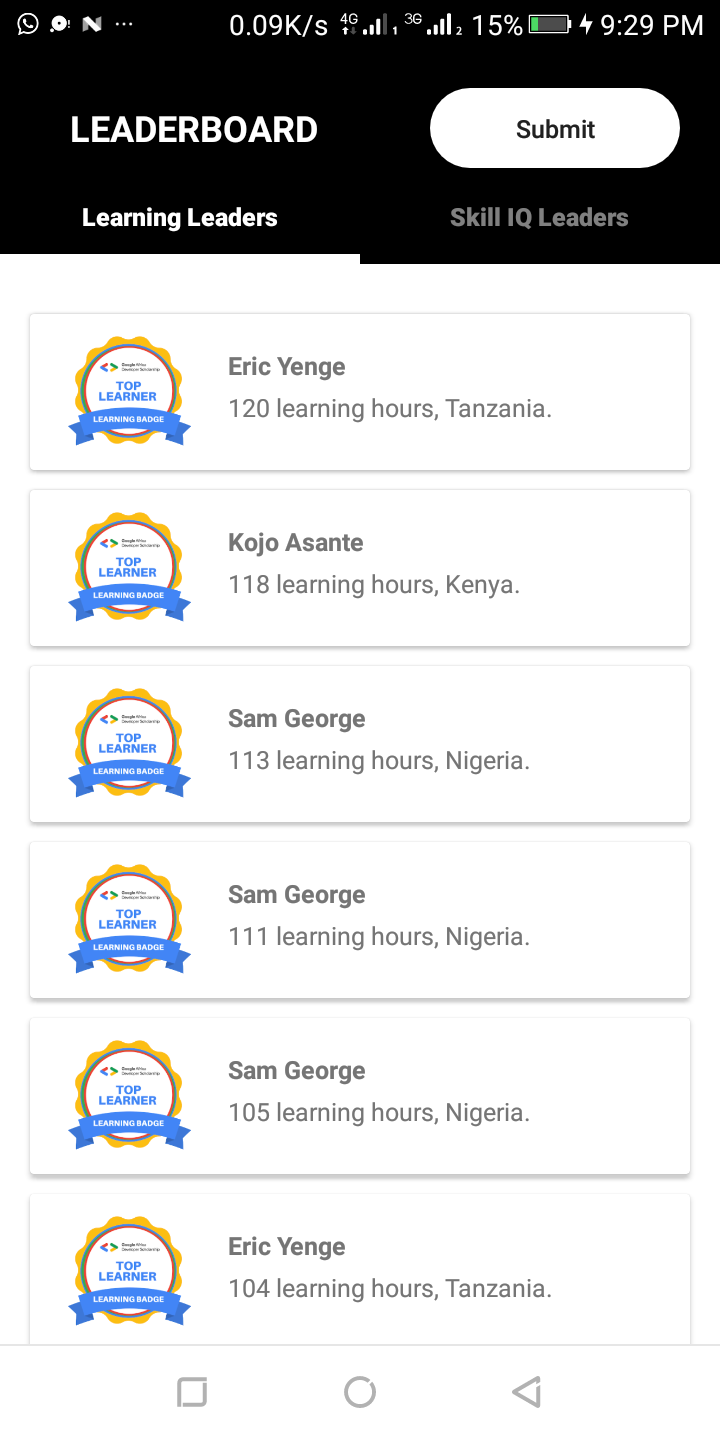 0.09K/s 4G 1 3G 2 15% 9:29 PM
LEADERBOARD
Submit
Learning Leaders
Skill IQ Leaders
Google Africa
Developer Scholarship
TOP
LEARNER
LEARNING BADGE
Eric Yenge
120 learning hours, Tanzania.
Google Africa
Developer Scholarship
TOP
LEARNER
LEARNING BADGE
Kojo Asante
118 learning hours, Kenya.
Google Africa
Developer Scholarship
TOP
LEARNER
LEARNING BADGE
Sam George
113 learning hours, Nigeria.
Google Africa
Developer Scholarship
TOP
LEARNER
LEARNING BADGE
Sam George
111 learning hours, Nigeria.
Google Africa
Developer Scholarship
TOP
LEARNER
LEARNING BADGE
Sam George
105 learning hours, Nigeria.
Google Africa
Developer Scholarship
TOP
LEARNER
LEARNING BADGE
Eric Yenge
104 learning hours, Tanzania.